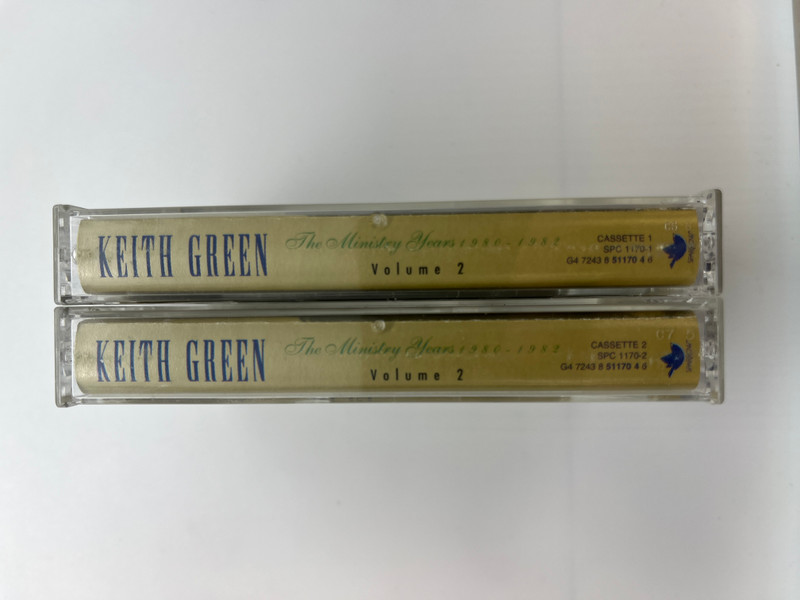 KEITH GREEN
The Ministry Years 1980-1982
Volume 2
CASSETTE 1
SPC 1170-1
G4 7243 8 51170 4 6
KEITH GREEN
The Ministry Years 1980-1982
Volume 2
CASSETTE 2
SPC 1170-2
G4 7243 8 51170 4 6